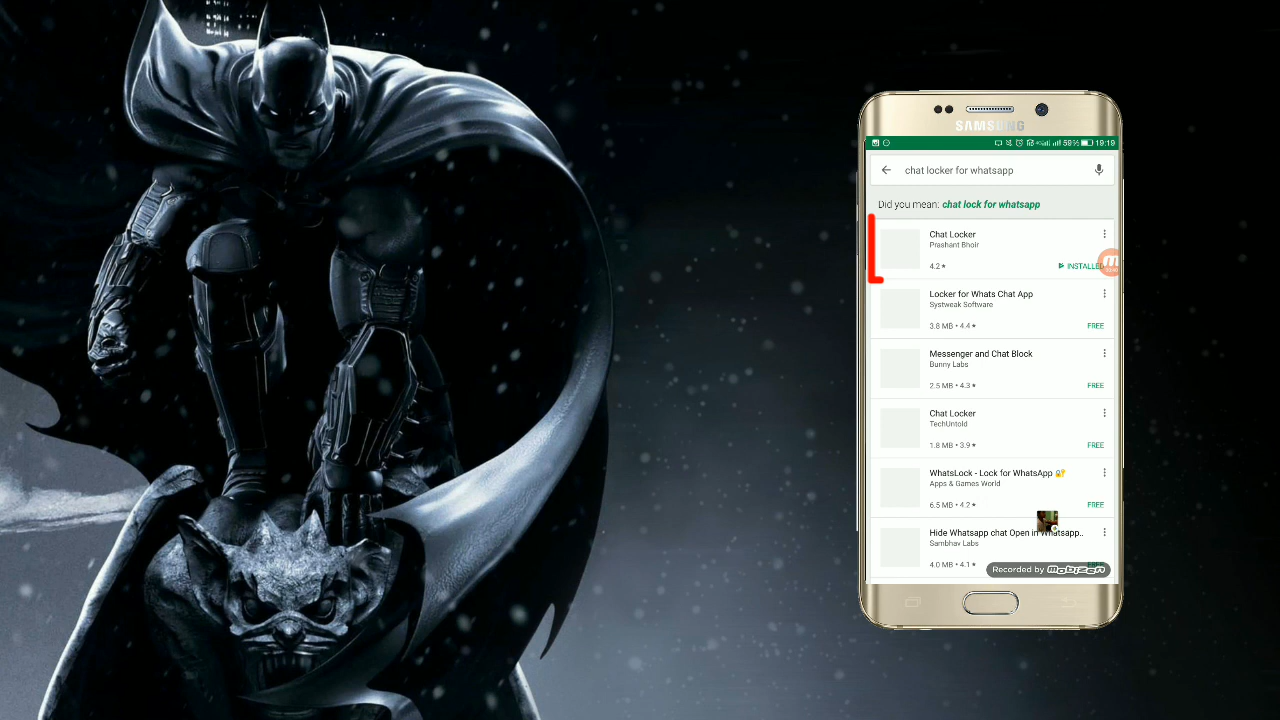 SAMSUNG
59% 19:19
chat locker for whatsapp
Did you mean: chat lock for whatsapp
Chat Locker
Prashant Bhoir
4.2★
INSTALLED
Locker for Whats Chat App
Systweak Software
3.8 MB • 4.4★
FREE
Messenger and Chat Block
Bunny Labs
2.5 MB • 4.3★
FREE
Chat Locker
TechUntold
1.8 MB • 3.9★
FREE
WhatsLock - Lock for WhatsApp 🔐
Apps & Games World
6.5 MB • 4.2★
FREE
Hide Whatsapp chat Open in Whatsapp..
Sambhav Labs
4.0 MB • 4.1★
FREE
Recorded by mobizen